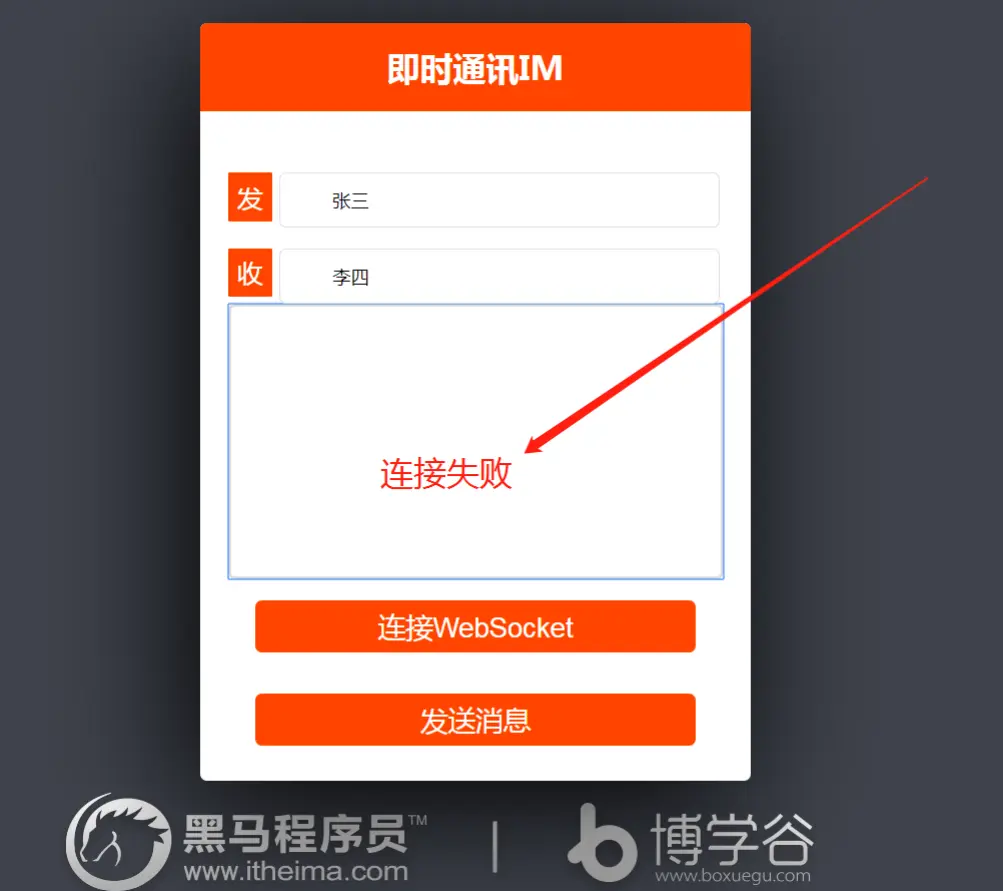 即时通讯IM
发
张三
收
李四
连接失败
连接WebSocket
发送消息
黑马程序员™
www.itheima.com
博学谷
www.boxuegu.com